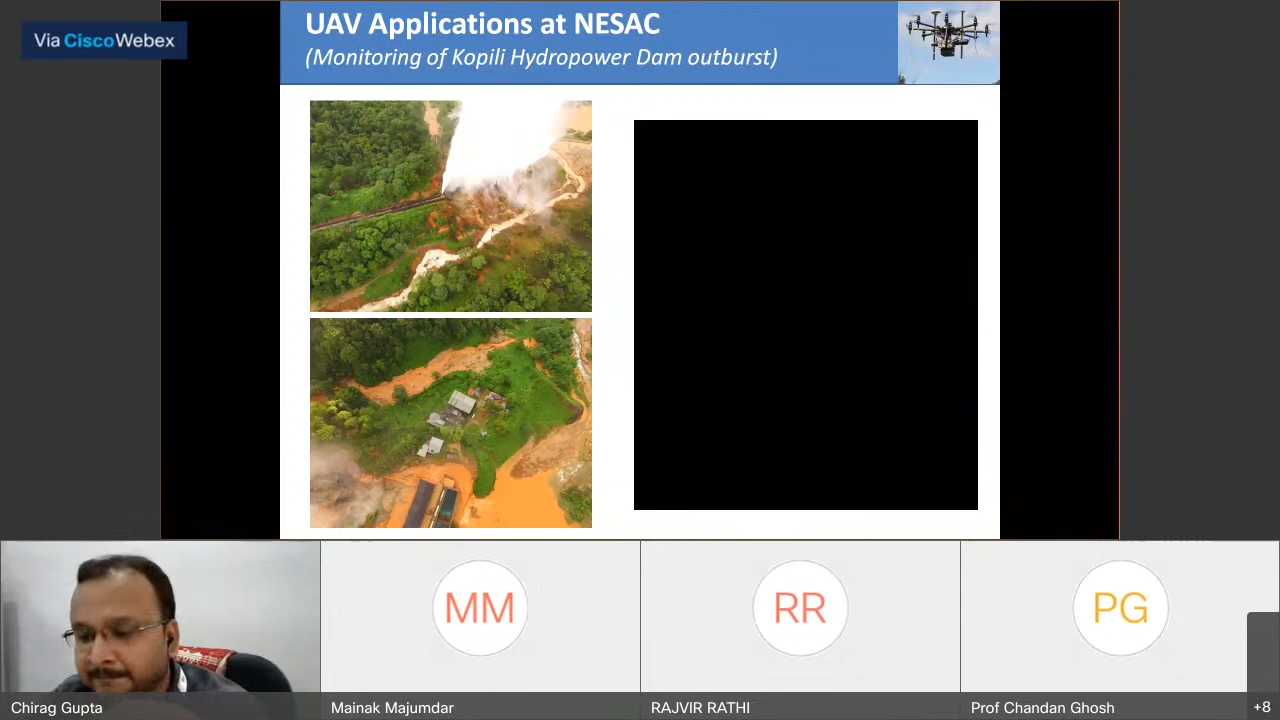 UAV Applications at NESAC
(Monitoring of Kopili Hydropower Dam outburst)
Via CiscoWebex
MM
RR
PG
Chirag Gupta
Mainak Majumdar
RAJVIR RATHI
Prof Chandan Ghosh
+8